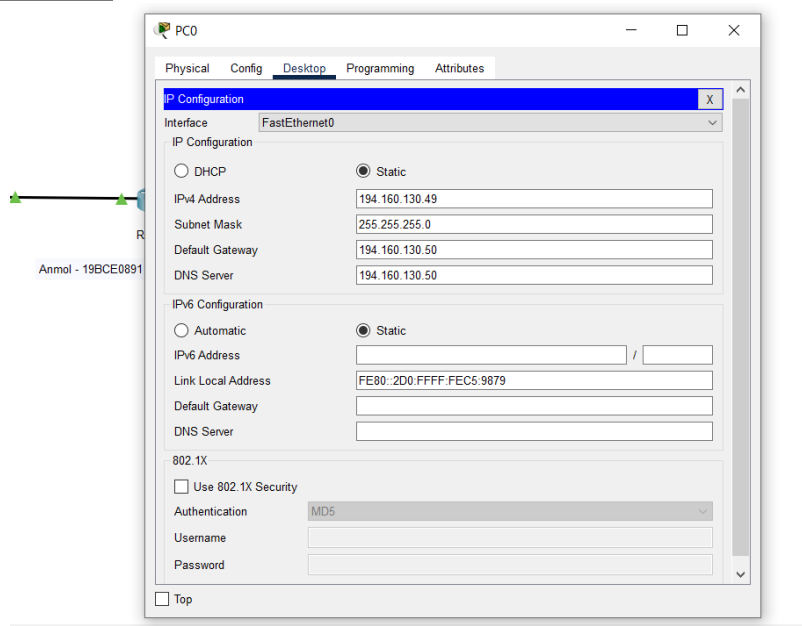 PC0
Physical Config Desktop Programming Attributes
IP Configuration X
Interface FastEthernet0
IP Configuration
DHCP Static
IPv4 Address 194.160.130.49
Subnet Mask 255.255.255.0
Default Gateway 194.160.130.50
DNS Server 194.160.130.50
IPv6 Configuration
Automatic Static
IPv6 Address /
Link Local Address FE80::2D0:FFFF:FEC5:9879
Default Gateway
DNS Server
802.1X
Use 802.1X Security
Authentication MD5
Username
Password
Top
R
Anmol - 19BCE0891